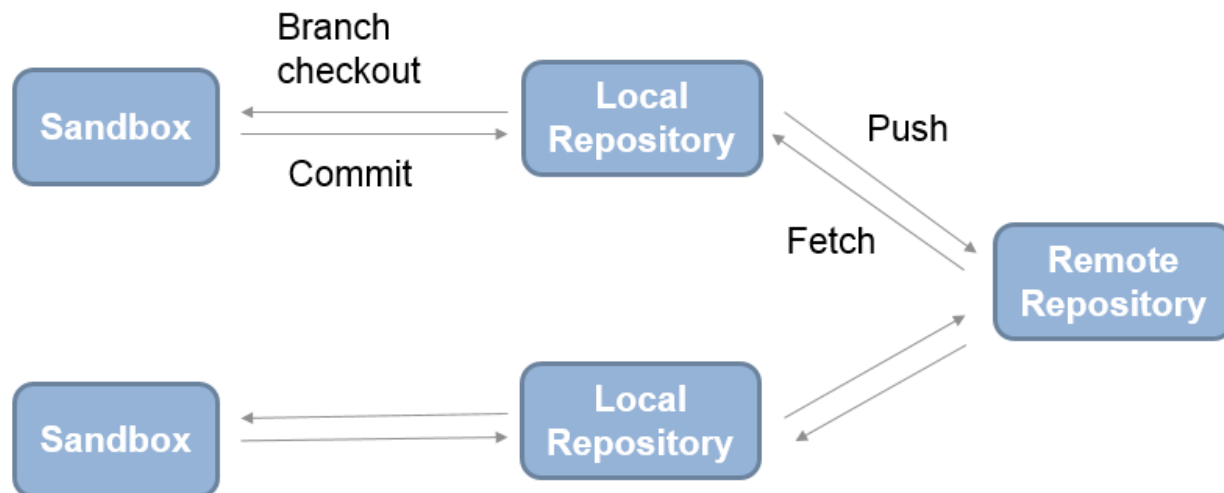 Branch
checkout
Sandbox
Local
Repository
Commit
Push
Fetch
Remote
Repository
Sandbox
Local
Repository